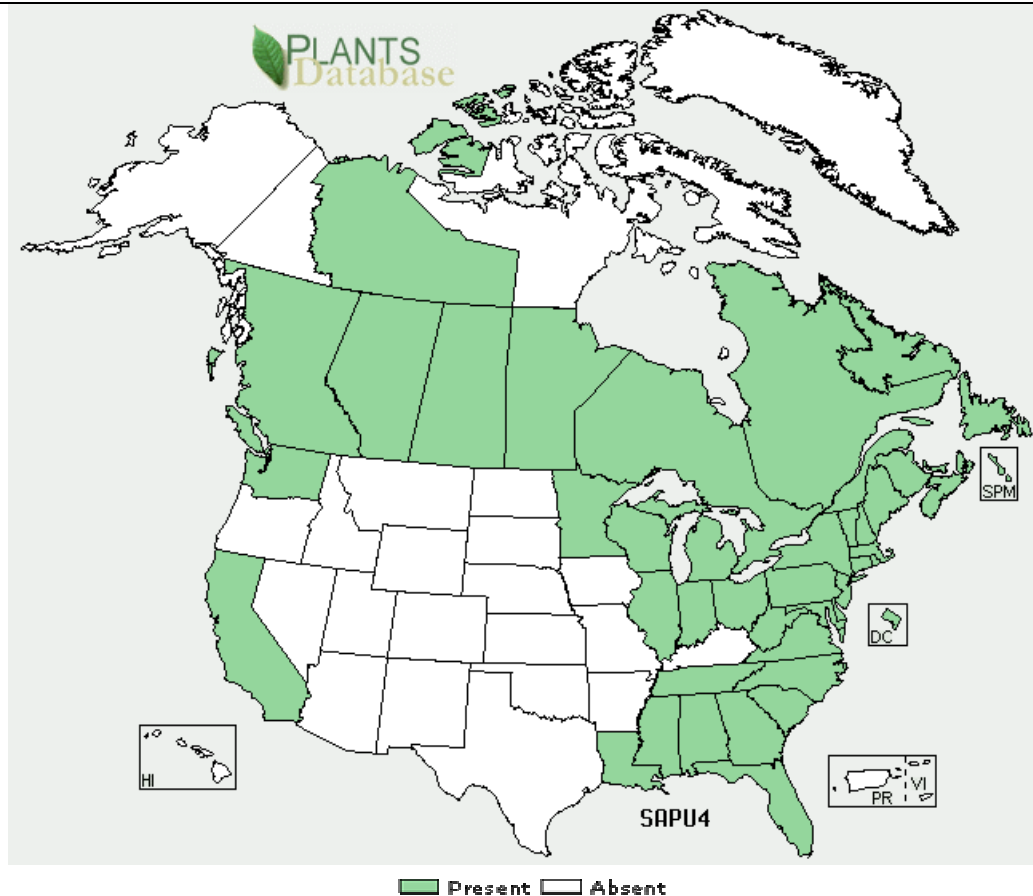 PLANTS
Database
SPM
DC
HI
PR VI
SAPU4
Present Absent